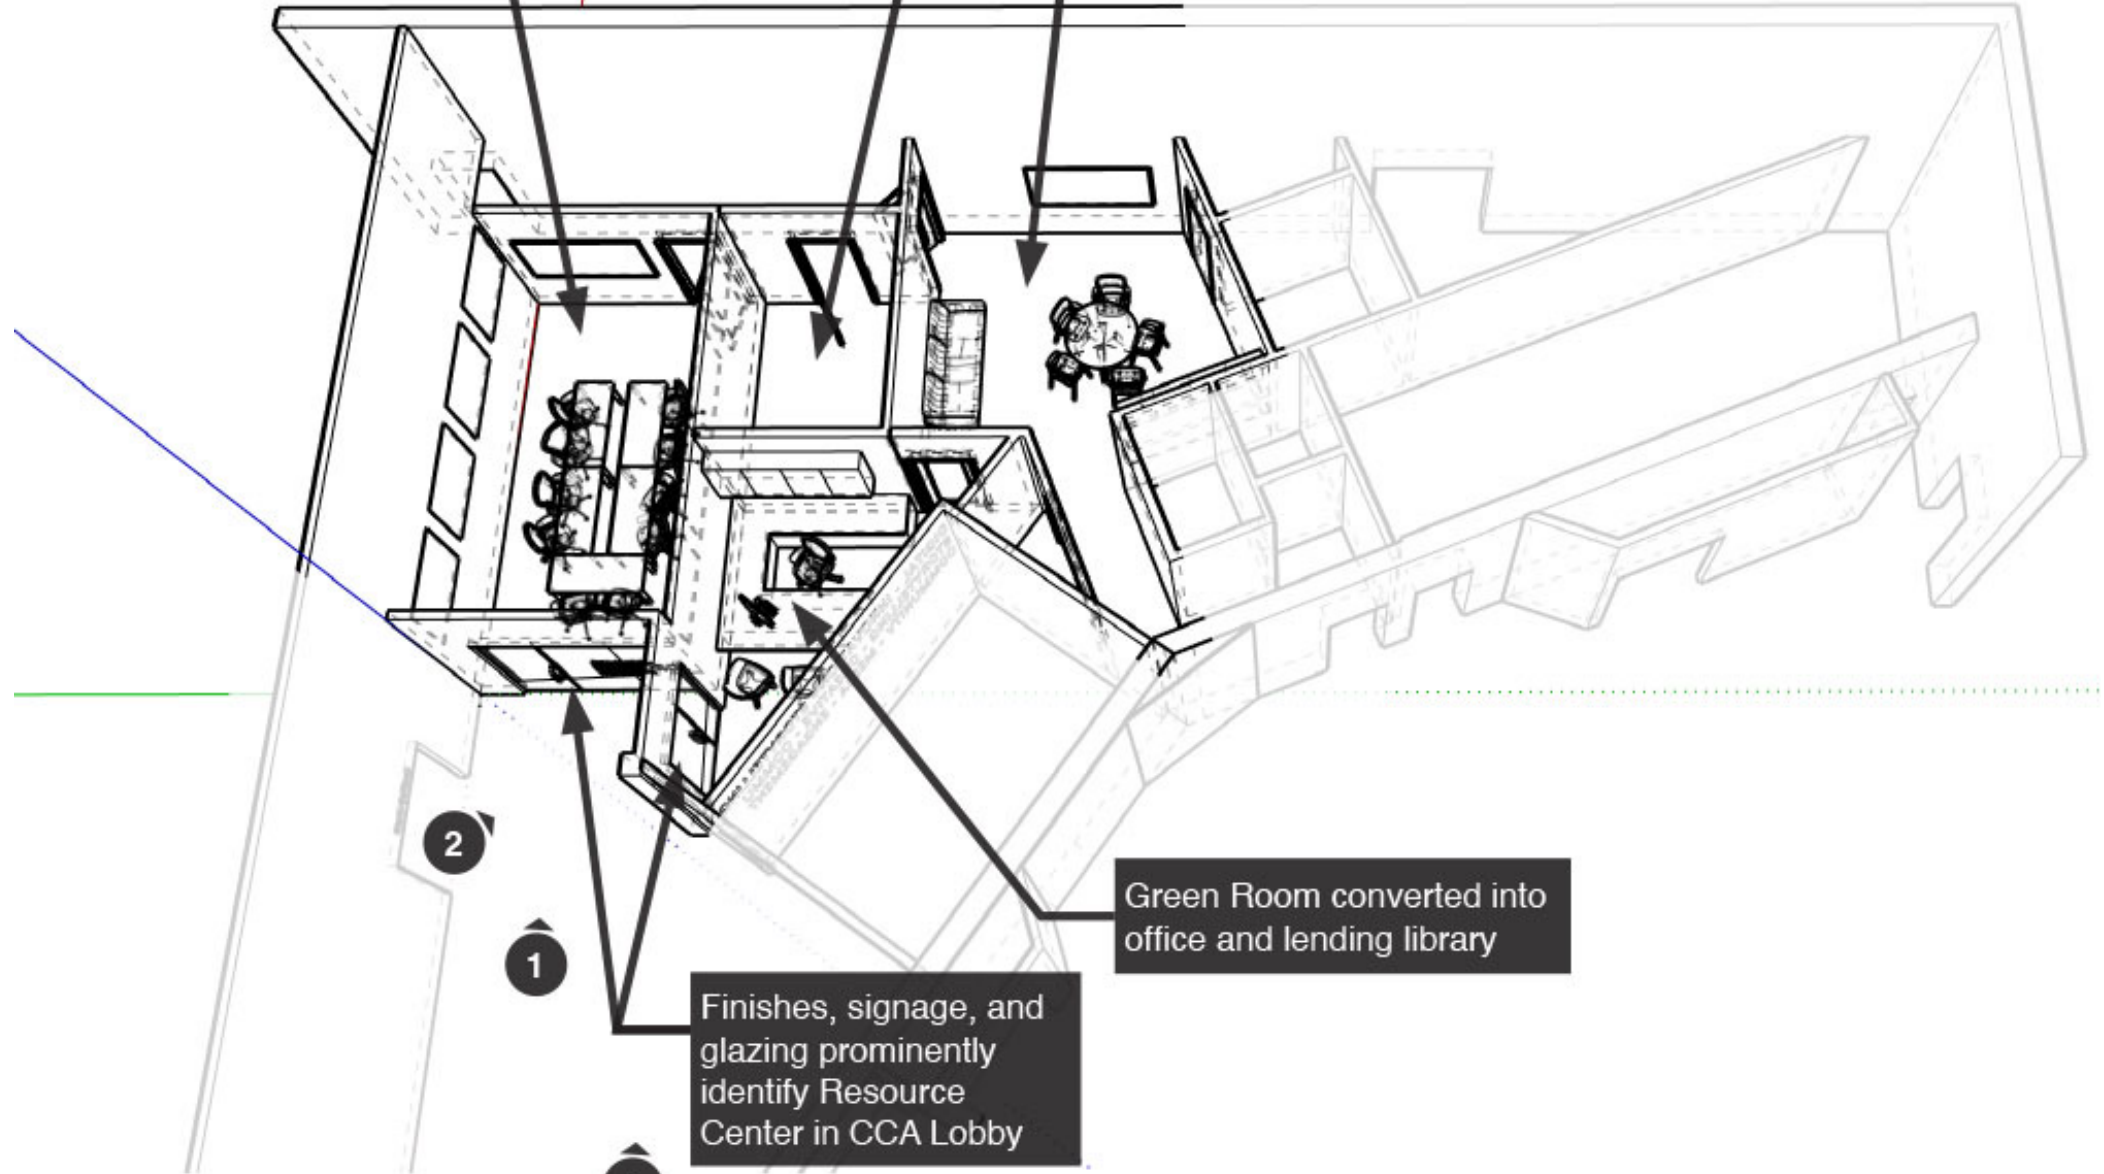 2
1
Green Room converted into
office and lending library
Finishes, signage, and
glazing prominently
identify Resource
Center in CCA Lobby